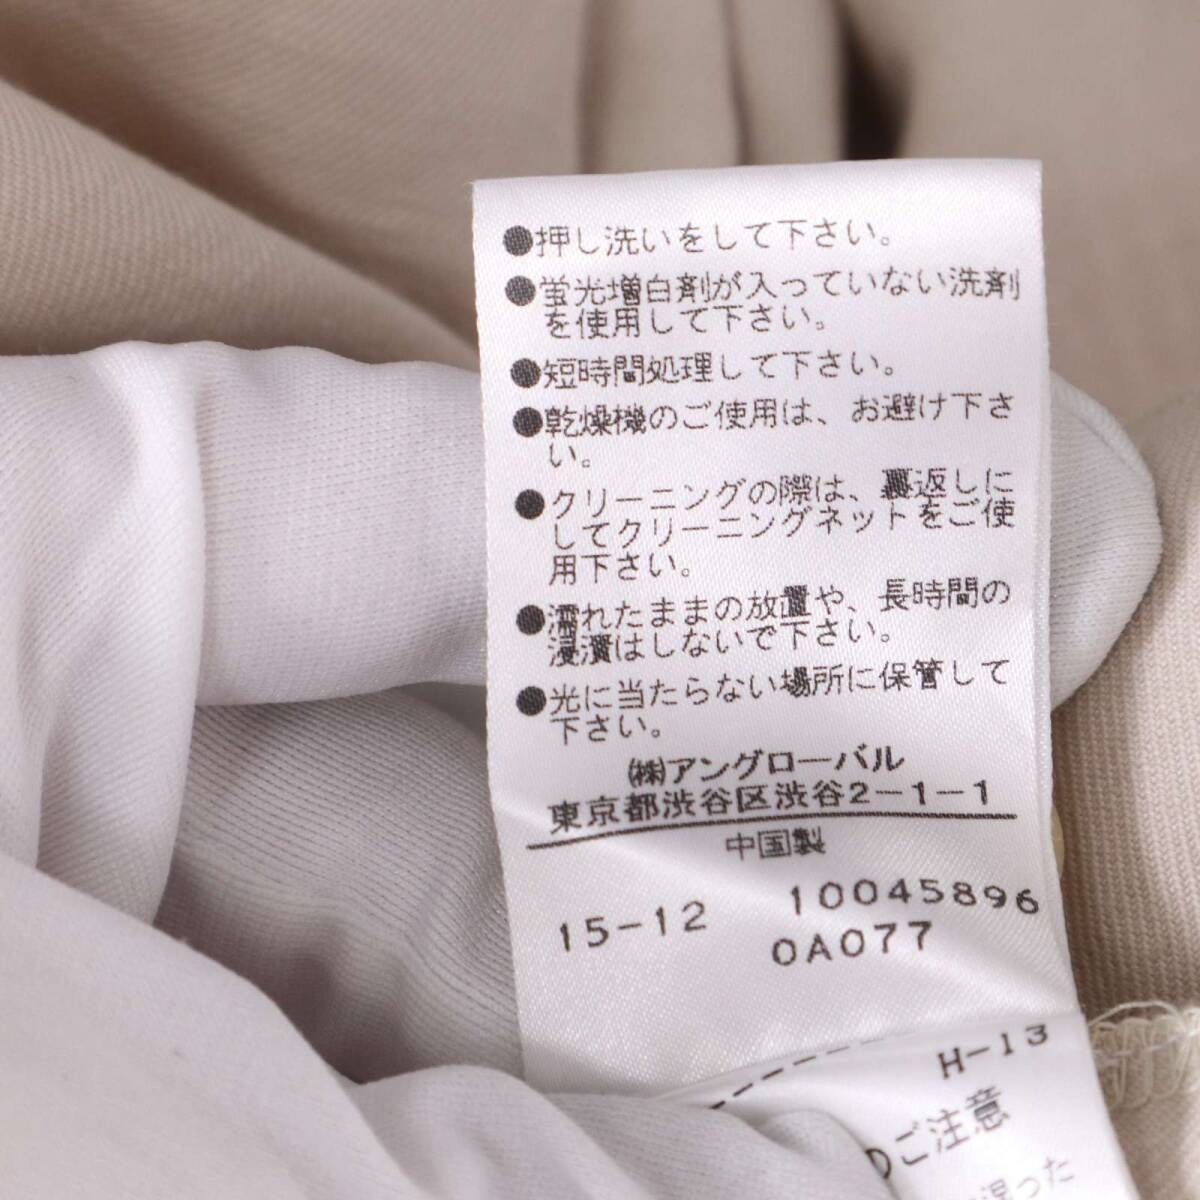 ●押し洗いをして下さい。
●蛍光増白剤が入っていない洗剤
を使用して下さい。
●短時間処理して下さい。
●乾燥機のご使用は、お避け下さ
い。
●クリーニングの際は、裏返しに
してクリーニングネットをご使
用下さい。
●濡れたままの放置や、長時間の
浸漬はしないで下さい。
●光に当たらない場所に保管して
下さい。
㈱アングローバル
東京都渋谷区渋谷2-1-1
中国製
15-12 10045896
0A077
H-13
のご注意
湿った